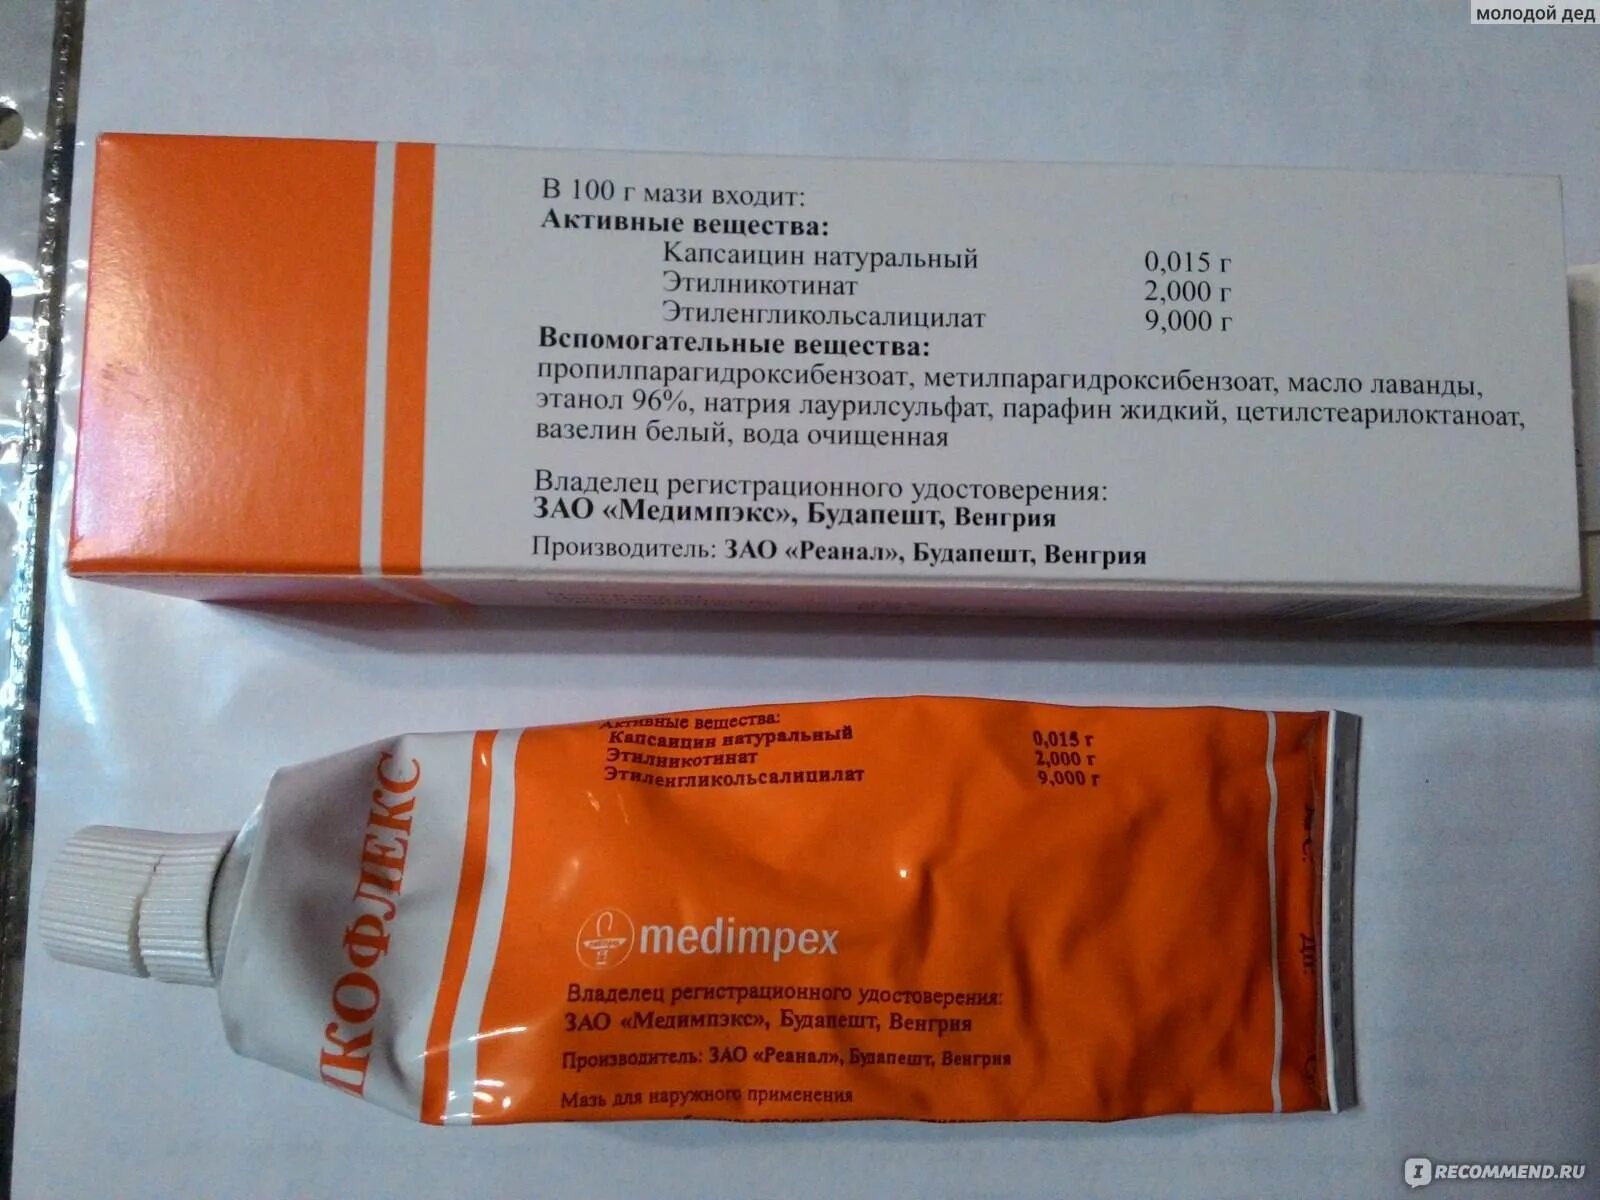 молодой дед
В 100 г мази входит:
Активные вещества:
Капсаицин натуральный 0,015 г
Этилникотинат 2,000 г
Этиленгликольсалицилат 9,000 г
Вспомогательные вещества:
пропилпарагидроксибензоат, метилпарагидроксибензоат, масло лаванды,
этанол 96%, натрия лаурилсульфат, парафин жидкий, цетилстеарилоктаноат,
вазелин белый, вода очищенная
Владелец регистрационного удостоверения:
ЗАО «Медимпэкс», Будапешт, Венгрия
Производитель: ЗАО «Реанал», Будапешт, Венгрия
Активные вещества:
Капсаицин натуральный 0,015 г
Этилникотинат 2,000 г
Этиленгликольсалицилат 9,000 г
КОФЛЕКС
medimpex
Владелец регистрационного удостоверения:
ЗАО «Медимпэкс», Будапешт, Венгрия
Производитель: ЗАО «Реанал», Будапешт, Венгрия
Мазь для наружного применения
IRECOMMEND.RU